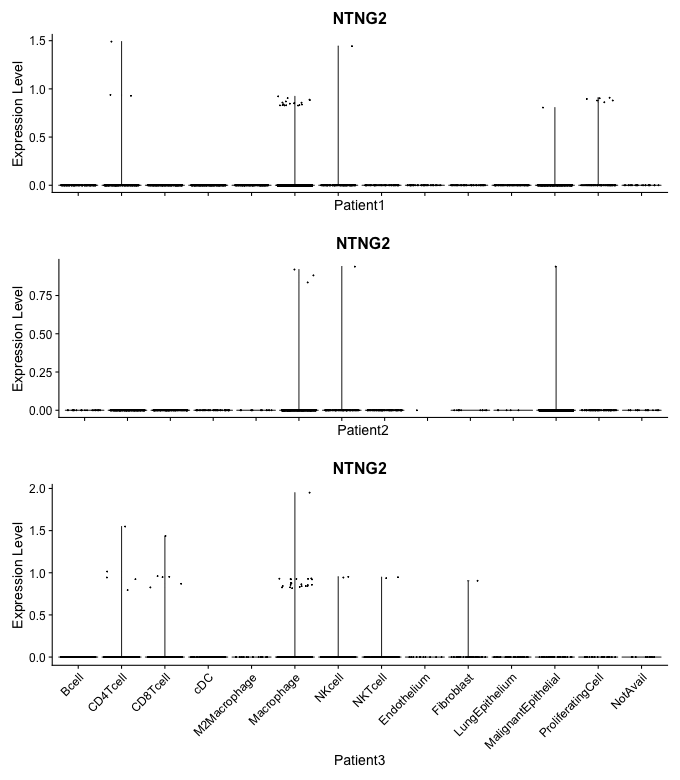 NTNG2
Expression Level
1.5
1.0
0.5
0.0
Patient1
NTNG2
Expression Level
0.75
0.50
0.25
0.00
Patient2
NTNG2
Expression Level
2.0
1.5
1.0
0.5
0.0
Bcell
CD4Tcell
CD8Tcell
cDC
M2Macrophage
Macrophage
NKcell
NKTcell
Endothelium
Fibroblast
LungEpithelium
MalignantEpithelial
ProliferatingCell
NotAvail
Patient3